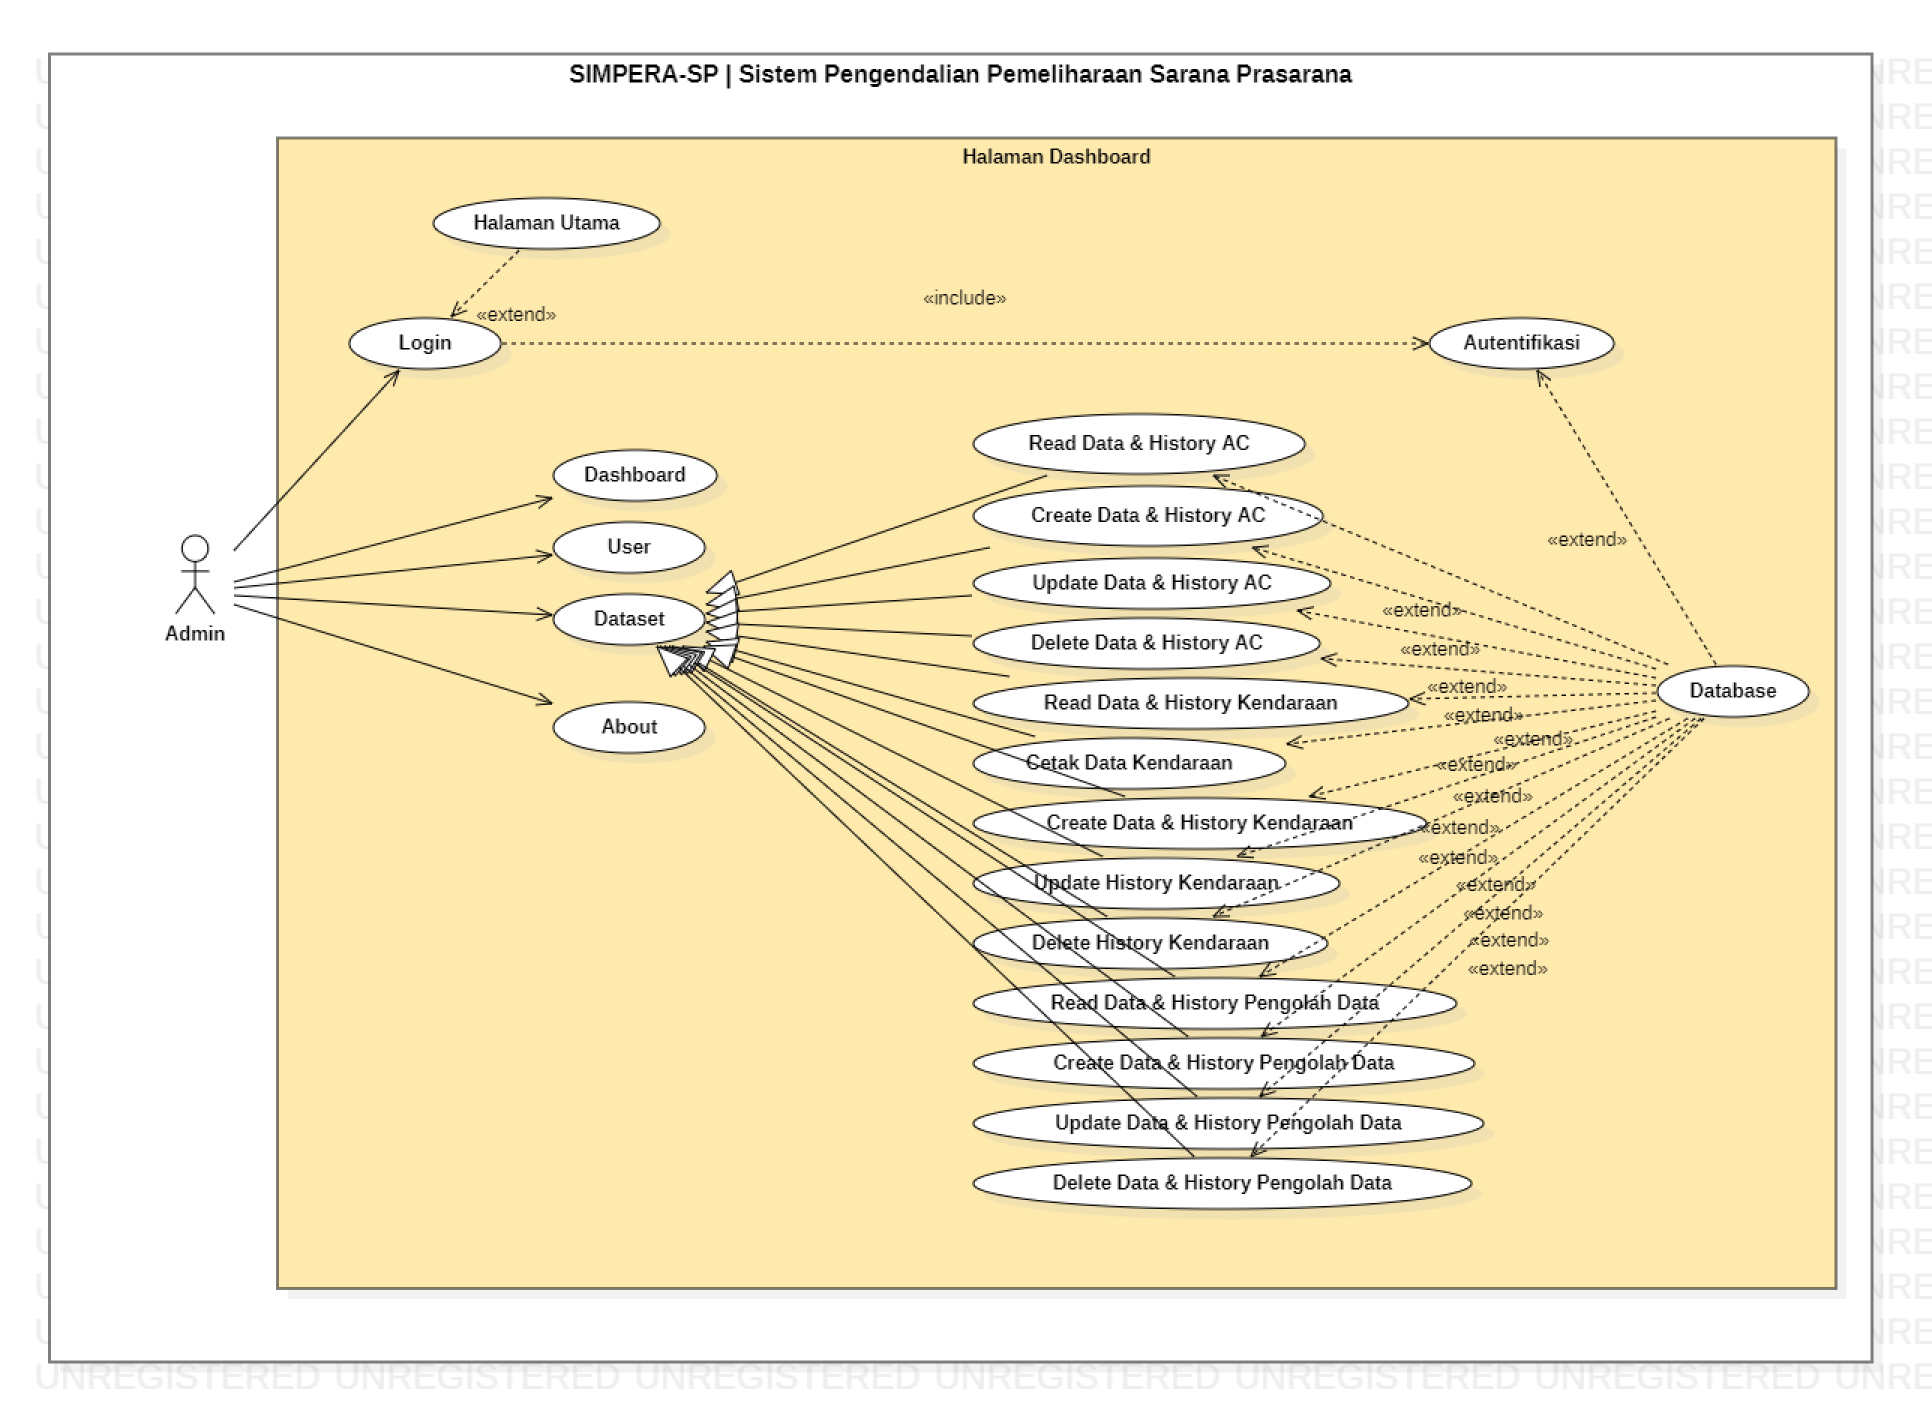 SIMPERA-SP | Sistem Pengendalian Pemeliharaan Sarana Prasarana
Halaman Dashboard
Halaman Utama
«include»
«extend»
Login
Autentifikasi
Read Data & History AC
Dashboard
Create Data & History AC
«extend»
User
Update Data & History AC
«extend»
Dataset
Admin
Delete Data & History AC
«extend»
«extend»
Database
Read Data & History Kendaraan
«extend»
About
«extend»
Cetak Data Kendaraan
«extend»
«extend»
Create Data & History Kendaraan
«extend»
«extend»
Update History Kendaraan
«extend»
«extend»
Delete History Kendaraan
«extend»
«extend»
Read Data & History Pengolah Data
Create Data & History Pengolah Data
Update Data & History Pengolah Data
Delete Data & History Pengolah Data
UNREGISTERED UNREGISTERED UNREGISTERED UNREGISTERED UNREGISTERED UNREGISTERED UNRE